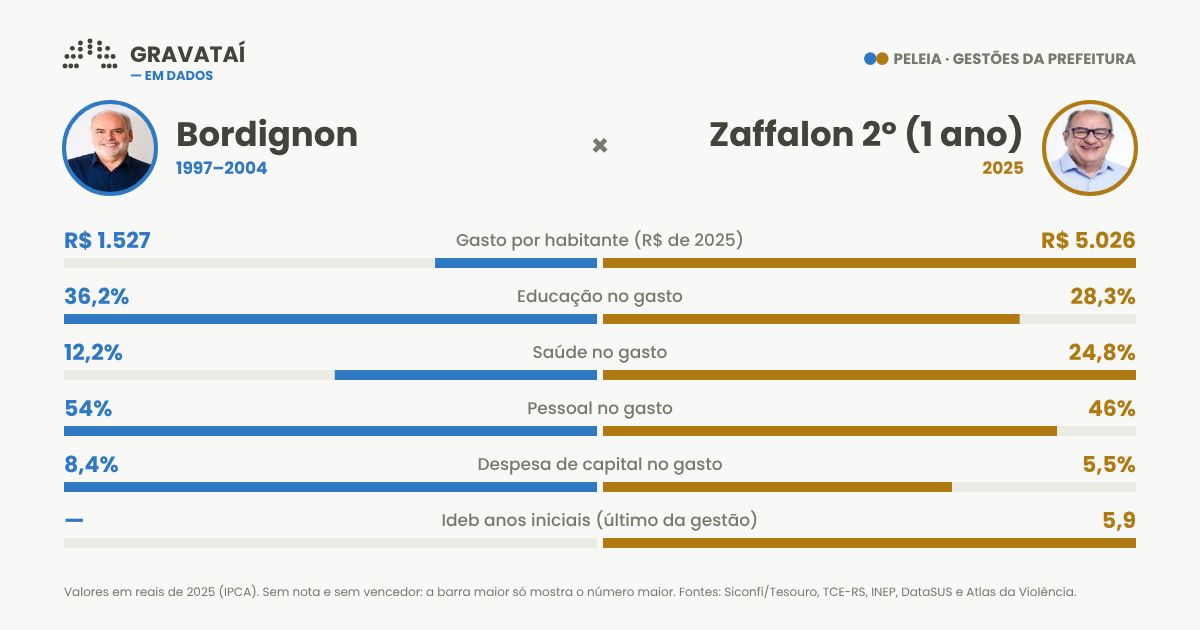 GRAVATAÍ
— EM DADOS
PELEIA · GESTÕES DA PREFEITURA
Bordignon
1997–2004
×
Zaffalon 2º (1 ano)
2025
R$ 1.527 Gasto por habitante (R$ de 2025) R$ 5.026
36,2% Educação no gasto 28,3%
12,2% Saúde no gasto 24,8%
54% Pessoal no gasto 46%
8,4% Despesa de capital no gasto 5,5%
— Ideb anos iniciais (último da gestão) 5,9
Valores em reais de 2025 (IPCA). Sem nota e sem vencedor: a barra maior só mostra o número maior. Fontes: Siconfi/Tesouro, TCE-RS, INEP, DataSUS e Atlas da Violência.